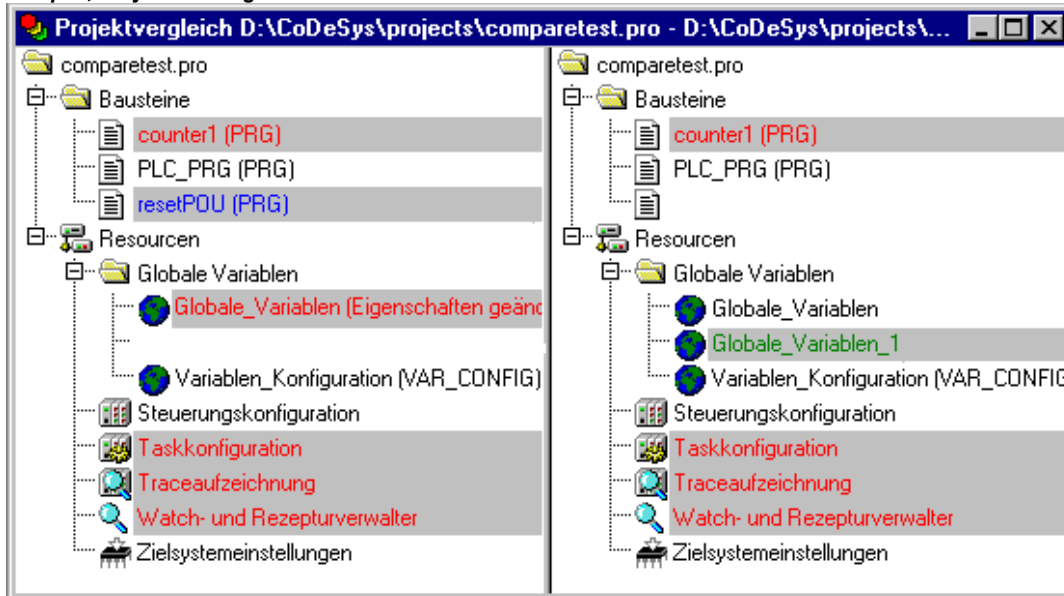 Projektvergleich D:\CoDeSys\projects\comparetest.pro - D:\CoDeSys\projects\...
comparetest.pro
Bausteine
counter1 (PRG)
PLC_PRG (PRG)
resetPOU (PRG)
Resourcen
Globale Variablen
Globale_Variablen (Eigenschaften geänd
Variablen_Konfiguration (VAR_CONFIG)
Steuerungskonfiguration
Taskkonfiguration
Traceaufzeichnung
Watch- und Rezepturverwalter
Zielsystemeinstellungen
comparetest.pro
Bausteine
counter1 (PRG)
PLC_PRG (PRG)
Resourcen
Globale Variablen
Globale_Variablen
Globale_Variablen_1
Variablen_Konfiguration (VAR_CONFIG
Steuerungskonfiguration
Taskkonfiguration
Traceaufzeichnung
Watch- und Rezepturverwalter
Zielsystemeinstellungen